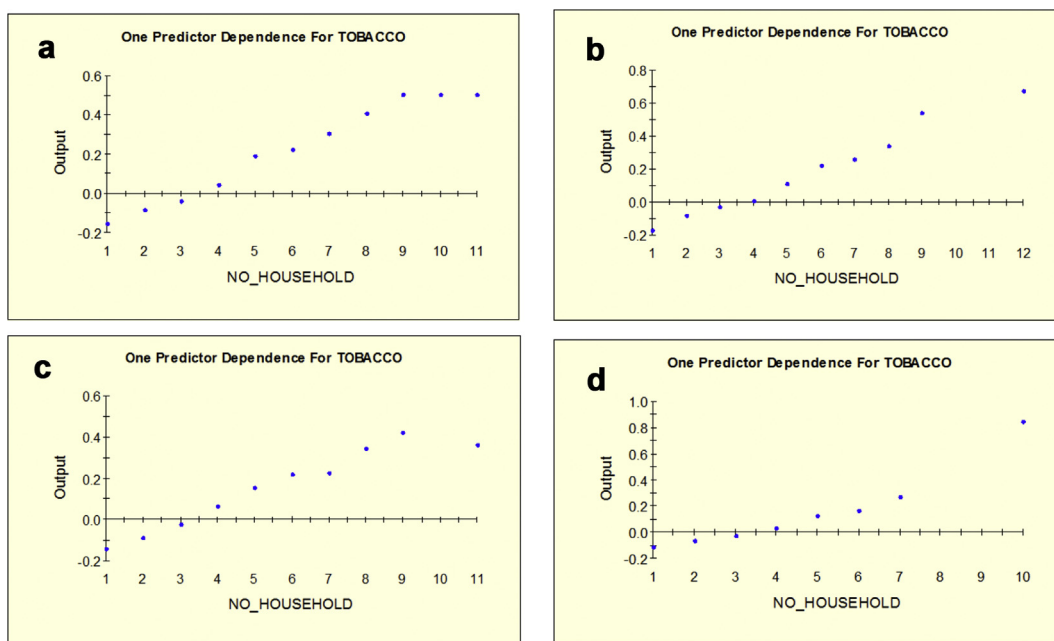 a
One Predictor Dependence For TOBACCO
0.6
0.4
0.2
0.0
-0.2
Output
1 2 3 4 5 6 7 8 9 10 11
NO_HOUSEHOLD
b
One Predictor Dependence For TOBACCO
0.8
0.6
0.4
0.2
0.0
-0.2
Output
1 2 3 4 5 6 7 8 9 10 11 12
NO_HOUSEHOLD
c
One Predictor Dependence For TOBACCO
0.6
0.4
0.2
0.0
-0.2
Output
1 2 3 4 5 6 7 8 9 11
NO_HOUSEHOLD
d
One Predictor Dependence For TOBACCO
1.0
0.8
0.6
0.4
0.2
0.0
-0.2
Output
1 2 3 4 5 6 7 8 9 10
NO_HOUSEHOLD